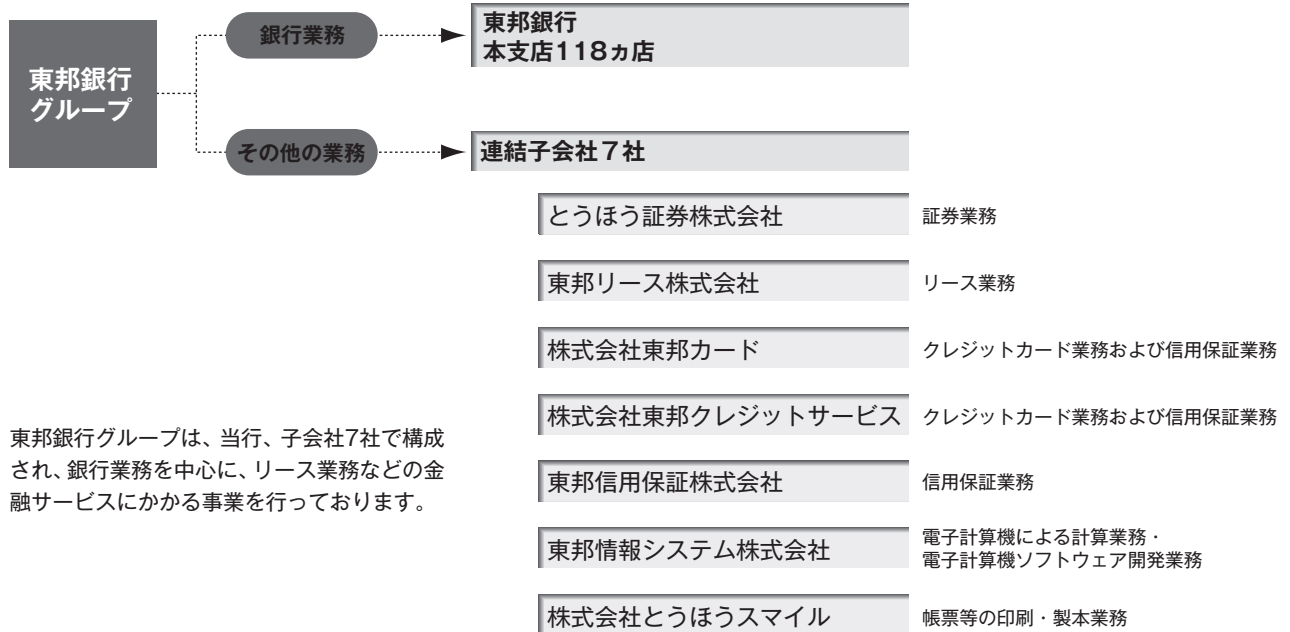 東邦銀行
グループ
銀行業務
東邦銀行
本支店118ヵ店
その他の業務
連結子会社7社
とうほう証券株式会社
証券業務
東邦リース株式会社
リース業務
株式会社東邦カード
クレジットカード業務および信用保証業務
株式会社東邦クレジットサービス
クレジットカード業務および信用保証業務
東邦信用保証株式会社
信用保証業務
東邦情報システム株式会社
電子計算機による計算業務・
電子計算機ソフトウェア開発業務
株式会社とうほうスマイル
帳票等の印刷・製本業務
東邦銀行グループは、当行、子会社7社で構成
され、銀行業務を中心に、リース業務などの金
融サービスにかかる事業を行っております。